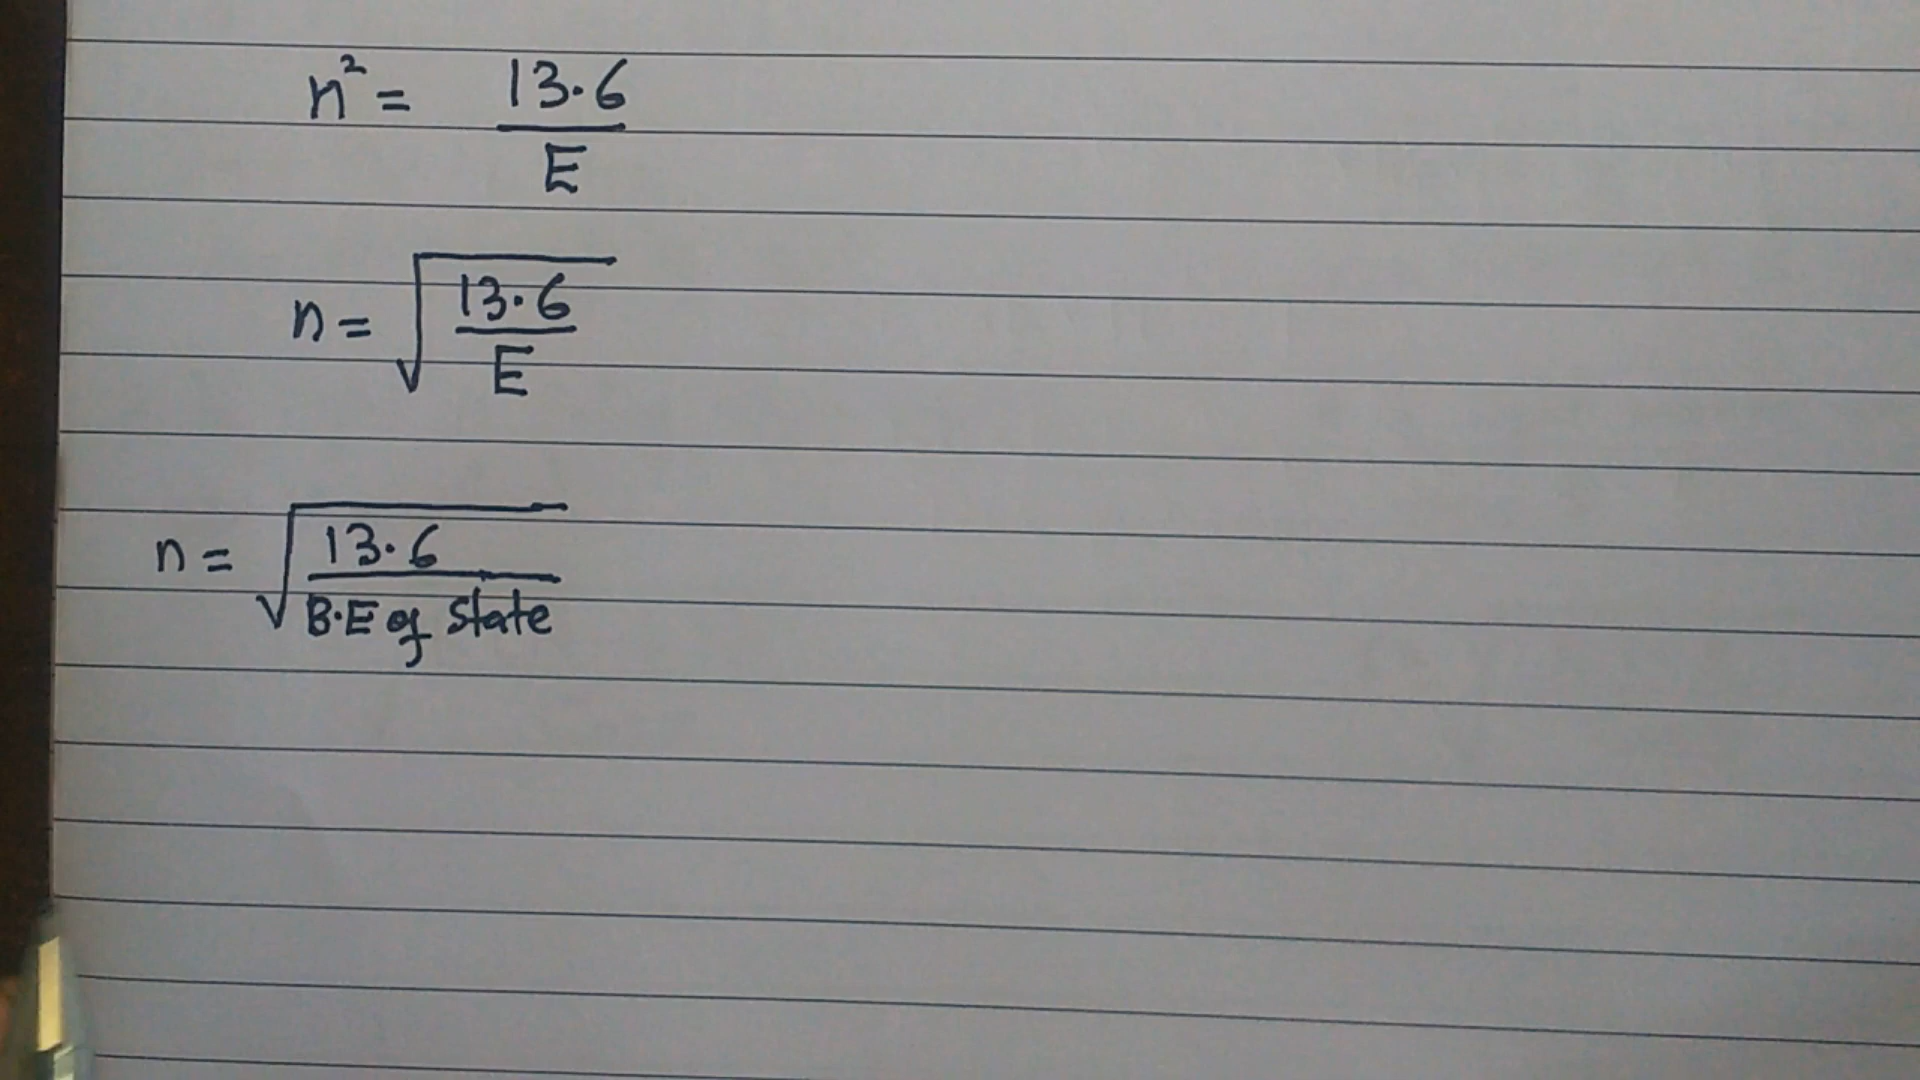 n² = 13.6 / E
n = √(13.6 / E)
n = √(13.6 / B.E of State)